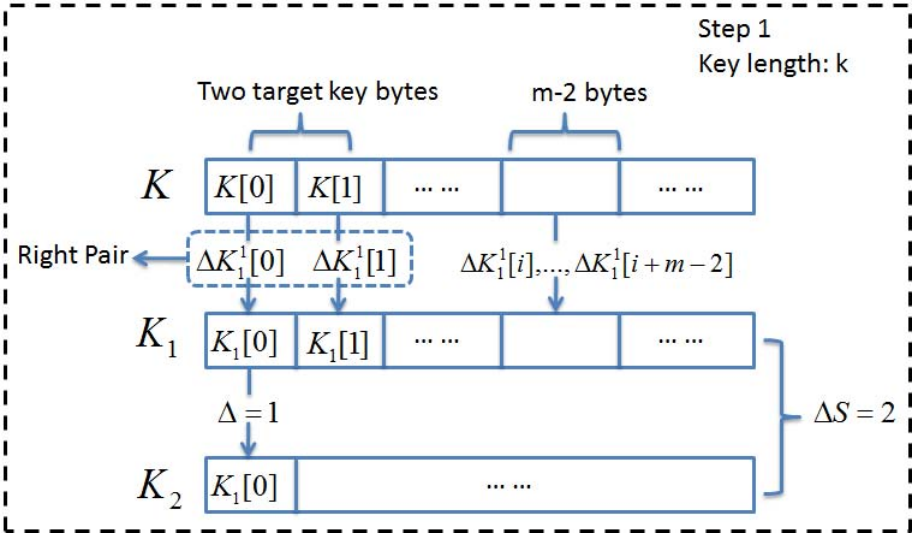 Step 1
Key length: k
Two target key bytes
m-2 bytes
K K[0] K[1] ... ... ... ...
Right Pair ΔK₁¹[0] ΔK₁¹[1] ΔK₁¹[i],...,ΔK₁¹[i+m−2]
K₁ K₁[0] K₁[1] ... ... ... ...
Δ=1
ΔS=2
K₂ K₁[0] ... ...